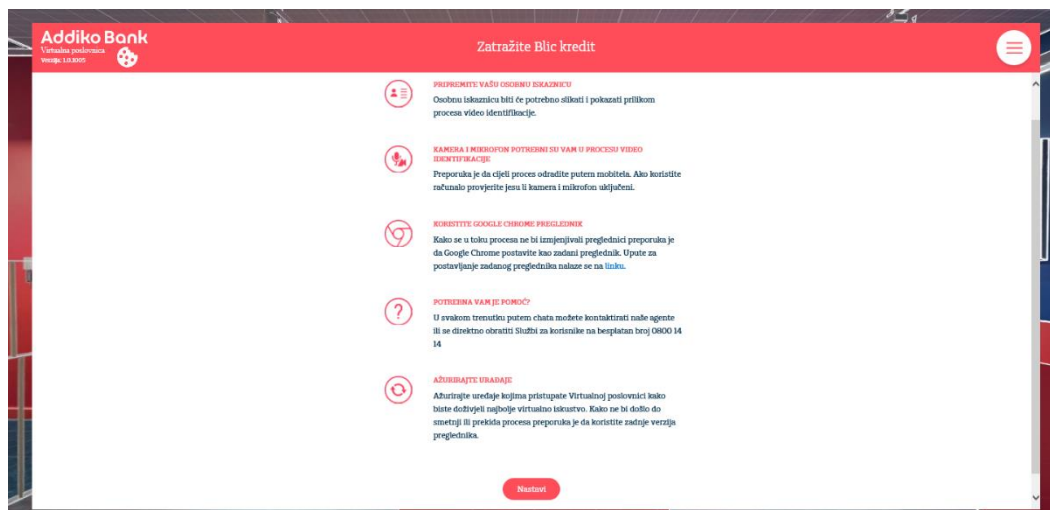 Addiko Bank
Virtualna poslovnica
Verzija: 1.0.1005
Zatražite Blic kredit
PRIPREMITE VAŠU OSOBNU ISKAZNICU
Osobnu iskaznicu biti će potrebno slikati i pokazati prilikom
procesa video identifikacije.
KAMERA I MIKROFON POTREBNI SU VAM U PROCESU VIDEO
IDENTIFIKACIJE
Preporuka je da cijeli proces odradite putem mobitela. Ako koristite
računalo provjerite jesu li kamera i mikrofon uključeni.
KORISTITE GOOGLE CHROME PREGLEDNIK
Kako se u toku procesa ne bi izmjenjivali preglednici preporuka je
da Google Chrome postavite kao zadani preglednik. Upute za
postavljanje zadanog preglednika nalaze se na linku.
POTREBNA VAM JE POMOĆ?
U svakom trenutku putem chata možete kontaktirati naše agente
ili se direktno obratiti Službi za korisnike na besplatan broj 0800 14
14
AŽURIRAJTE UREĐAJE
Ažurirajte uređaje kojima pristupate Virtualnoj poslovnici kako
biste doživjeli najbolje virtualno iskustvo. Kako ne bi došlo do
smetnji ili prekida procesa preporuka je da koristite zadnje verzija
preglednika.
Nastavi